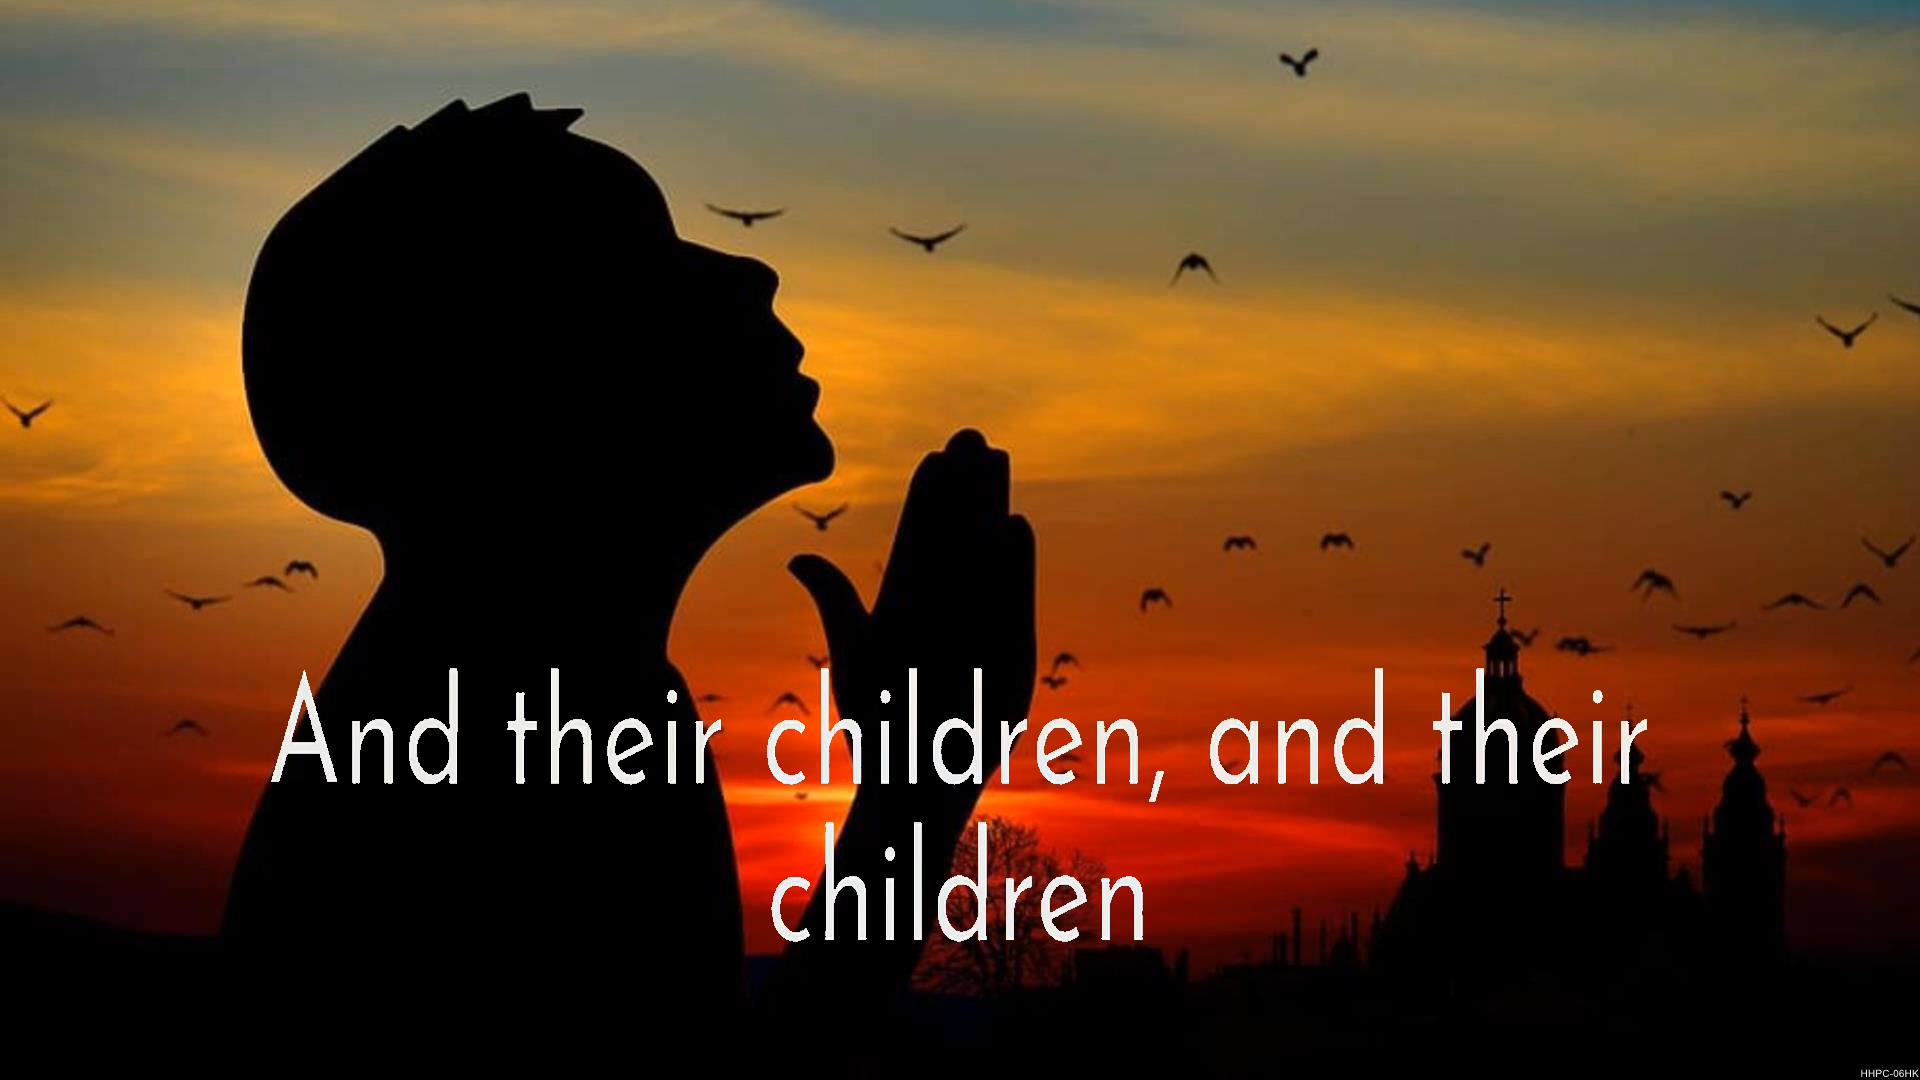 And their children, and their
children
HHPC-06HK